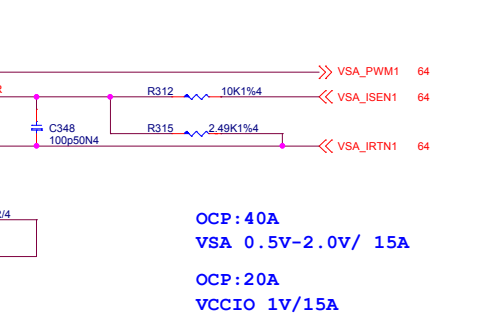 VSA_PWM1 64
R312 10K1%4 VSA_ISEN1 64
C348 R315 2.49K1%4
100p50N4 VSA_IRTN1 64
/4
OCP:40A
VSA 0.5V-2.0V/ 15A
OCP:20A
VCCIO 1V/15A